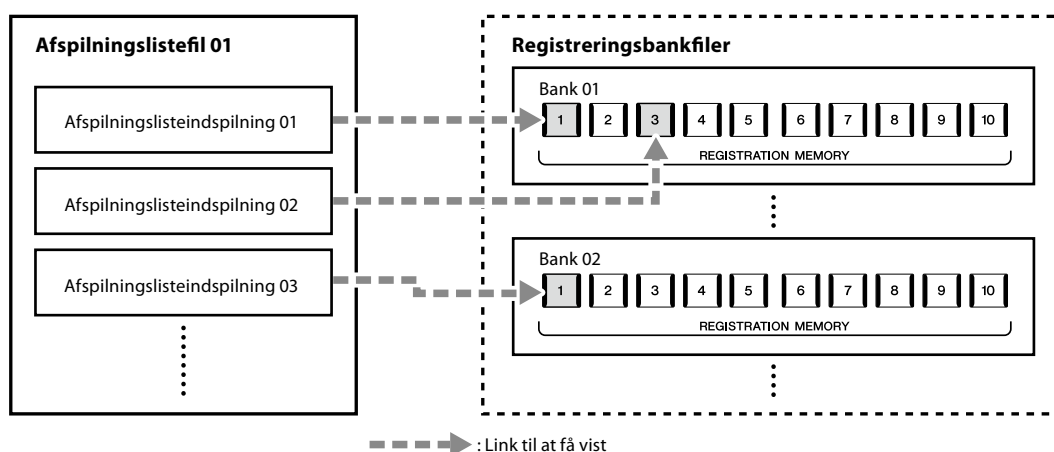 Afspilningslistefil 01
Afspilningslisteindspilning 01
Afspilningslisteindspilning 02
Afspilningslisteindspilning 03
Registreringsbankfiler
Bank 01
1 2 3 4 5 6 7 8 9 10
REGISTRATION MEMORY
Bank 02
1 2 3 4 5 6 7 8 9 10
REGISTRATION MEMORY
: Link til at få vist